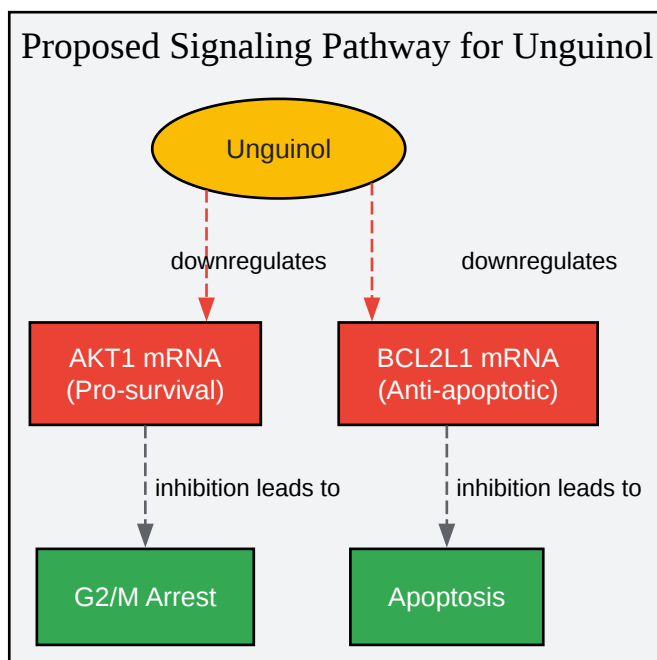 Proposed Signaling Pathway for Unguinol
Unguinol
downregulates
downregulates
AKT1 mRNA
(Pro-survival)
BCL2L1 mRNA
(Anti-apoptotic)
inhibition leads to
inhibition leads to
G2/M Arrest
Apoptosis